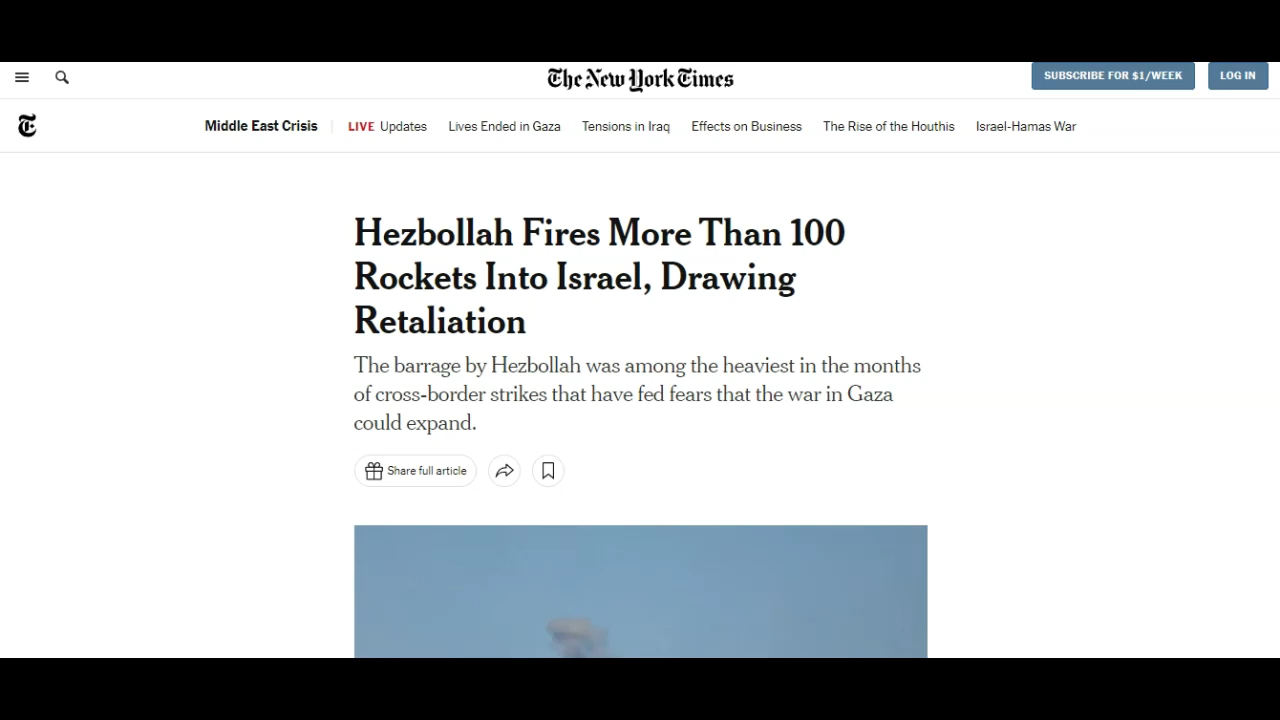 The New York Times
SUBSCRIBE FOR $1/WEEK
LOG IN
T
Middle East Crisis
LIVE Updates
Lives Ended in Gaza
Tensions in Iraq
Effects on Business
The Rise of the Houthis
Israel-Hamas War
Hezbollah Fires More Than 100
Rockets Into Israel, Drawing
Retaliation
The barrage by Hezbollah was among the heaviest in the months
of cross-border strikes that have fed fears that the war in Gaza
could expand.
Share full article